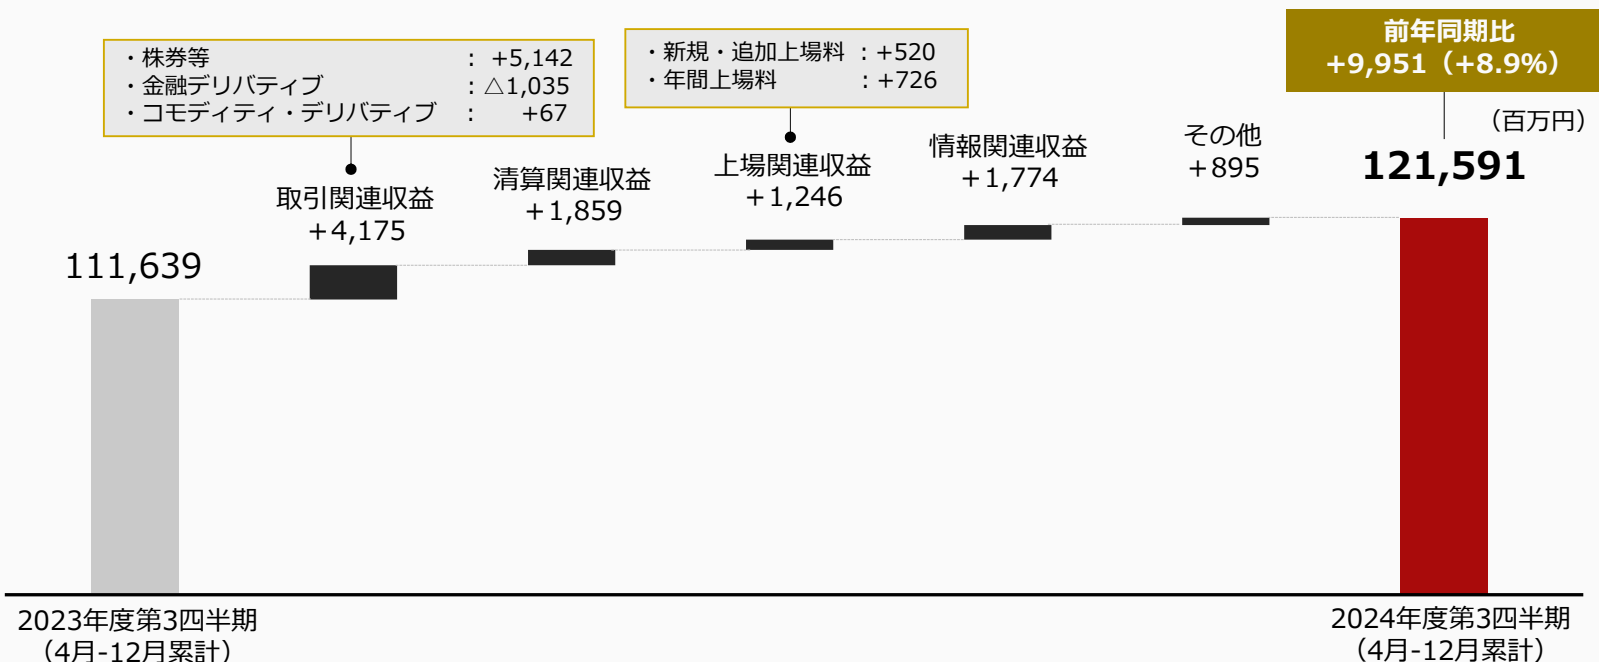 前年同期比
+9,951（+8.9%）
（百万円）
・株券等 : +5,142
・金融デリバティブ : △1,035
・コモディティ・デリバティブ : +67
・新規・追加上場料 : +520
・年間上場料 : +726
111,639
取引関連収益
+4,175
清算関連収益
+1,859
上場関連収益
+1,246
情報関連収益
+1,774
その他
+895
121,591
2023年度第3四半期
（4月-12月累計）
2024年度第3四半期
（4月-12月累計）